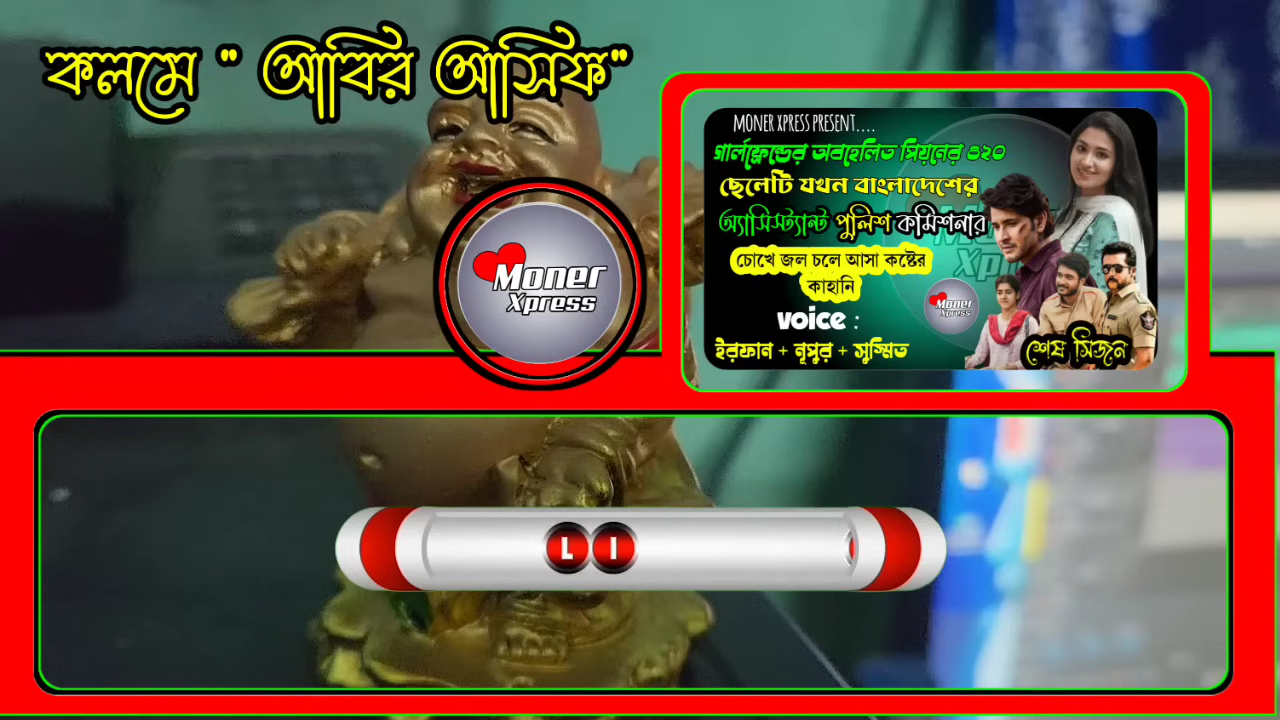 কলমে " আবির আসিফ"
MONER XPRESS PRESENT....
গার্লফ্রেন্ডের অবহেলিত পিয়নের ৪২০
ছেলেটি যখন বাংলাদেশের
অ্যাসিস্ট্যান্ট পুলিশ কমিশনার
চোখে জল চলে আসা কষ্টের
কাহানি
voice :
ইরফান + নূপুর + সুস্মিত
শেষ সিজন
Moner
Xpress
Moner
Xpress
L I